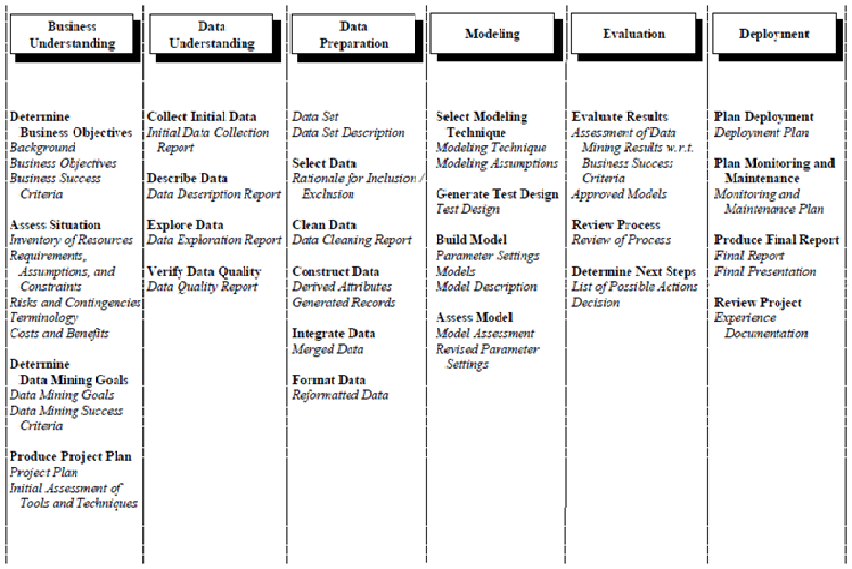 Business
Understanding
Data
Understanding
Data
Preparation
Modeling
Evaluation
Deployment
Determine
Business Objectives
Background
Business Objectives
Business Success
Criteria
Assess Situation
Inventory of Resources
Requirements,
Assumptions, and
Constraints
Risks and Contingencies
Terminology
Costs and Benefits
Determine
Data Mining Goals
Data Mining Goals
Data Mining Success
Criteria
Produce Project Plan
Project Plan
Initial Assessment of
Tools and Techniques
Collect Initial Data
Initial Data Collection
Report
Describe Data
Data Description Report
Explore Data
Data Exploration Report
Verify Data Quality
Data Quality Report
Data Set
Data Set Description
Select Data
Rationale for Inclusion /
Exclusion
Clean Data
Data Cleaning Report
Construct Data
Derived Attributes
Generated Records
Integrate Data
Merged Data
Format Data
Reformatted Data
Select Modeling
Technique
Modeling Technique
Modeling Assumptions
Generate Test Design
Test Design
Build Model
Parameter Settings
Models
Model Description
Assess Model
Model Assessment
Revised Parameter
Settings
Evaluate Results
Assessment of Data
Mining Results w.r.t.
Business Success
Criteria
Approved Models
Review Process
Review of Process
Determine Next Steps
List of Possible Actions
Decision
Plan Deployment
Deployment Plan
Plan Monitoring and
Maintenance
Monitoring and
Maintenance Plan
Produce Final Report
Final Report
Final Presentation
Review Project
Experience
Documentation